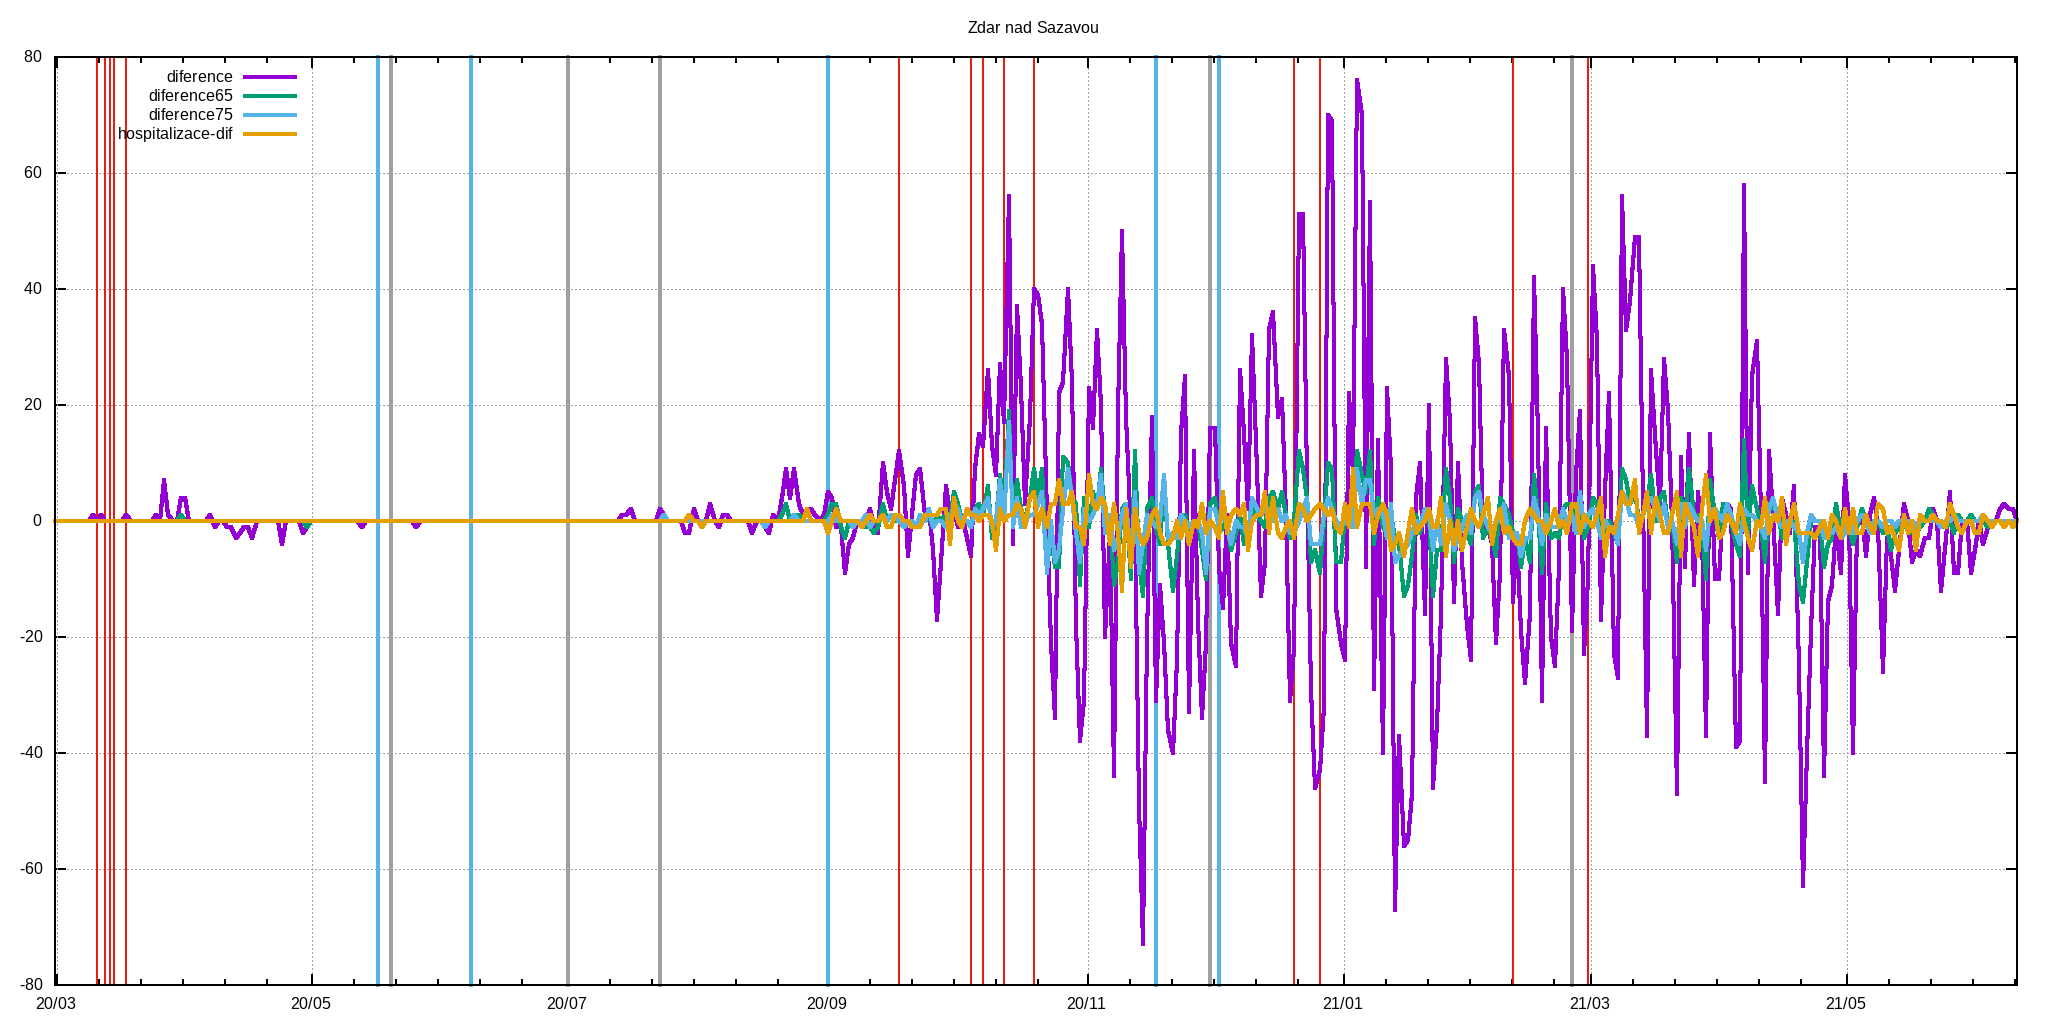 Zdar nad Sazavou
80
diference
diference65
diference75
hospitalizace-dif
60
40
20
0
-20
-40
-60
-80
20/03 20/05 20/07 20/09 20/11 21/01 21/03 21/05